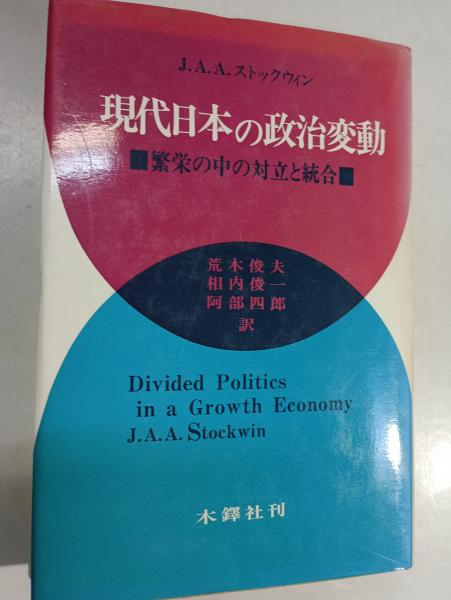 J.A.A.ストックウィン
現代日本の政治変動
繁栄の中の対立と統合
荒木俊夫
相内俊一
阿部四郎
訳
Divided Politics
in a Growth Economy
J.A.A. Stockwin
木鐸社刊